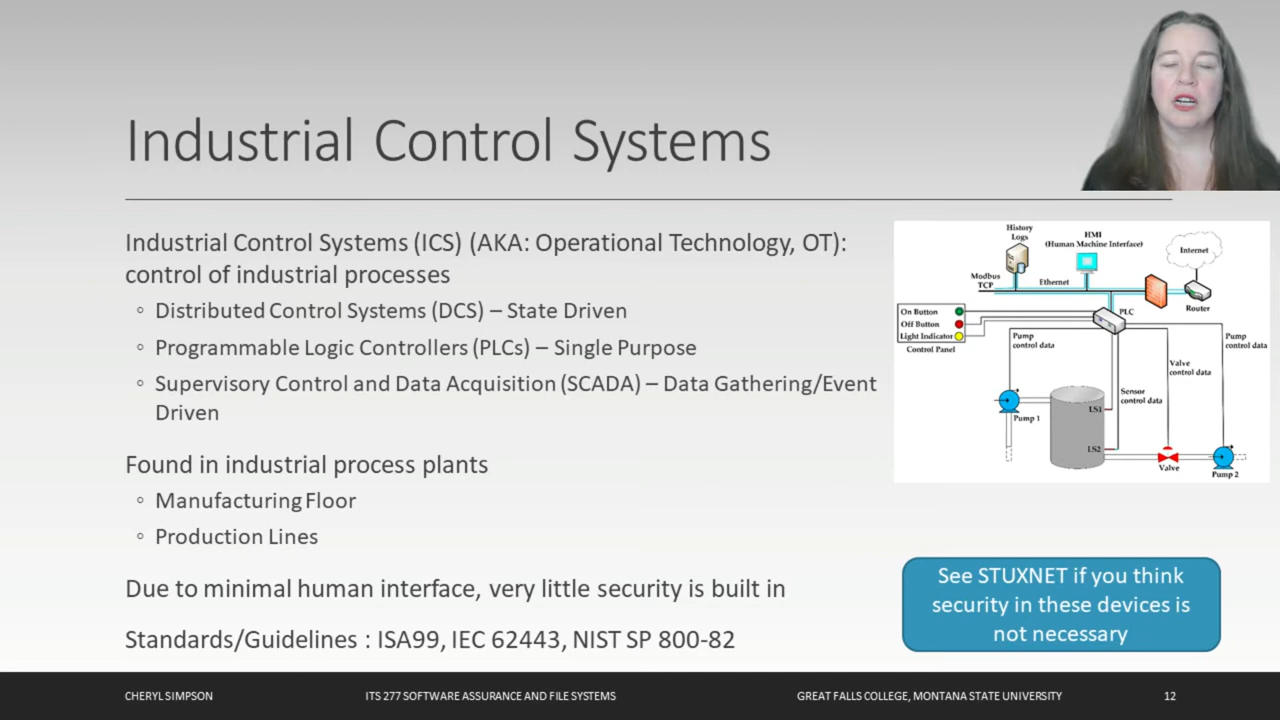 Industrial Control Systems
Industrial Control Systems (ICS) (AKA: Operational Technology, OT):
control of industrial processes
◦ Distributed Control Systems (DCS) – State Driven
◦ Programmable Logic Controllers (PLCs) – Single Purpose
◦ Supervisory Control and Data Acquisition (SCADA) – Data Gathering/Event
Driven
Found in industrial process plants
◦ Manufacturing Floor
◦ Production Lines
Due to minimal human interface, very little security is built in
Standards/Guidelines : ISA99, IEC 62443, NIST SP 800-82
History
Logs
HMI
(Human Machine Interface)
Internet
Modbus
TCP
Ethernet
Router
PLC
On Button
Off Button
Light Indicator
Control Panel
Pump
control data
Pump
control data
Valve
control data
Sensor
control data
Pump 1
LS1
LS2
Valve
Pump 2
See STUXNET if you think
security in these devices is
not necessary
CHERYL SIMPSON
ITS 277 SOFTWARE ASSURANCE AND FILE SYSTEMS
GREAT FALLS COLLEGE, MONTANA STATE UNIVERSITY
12